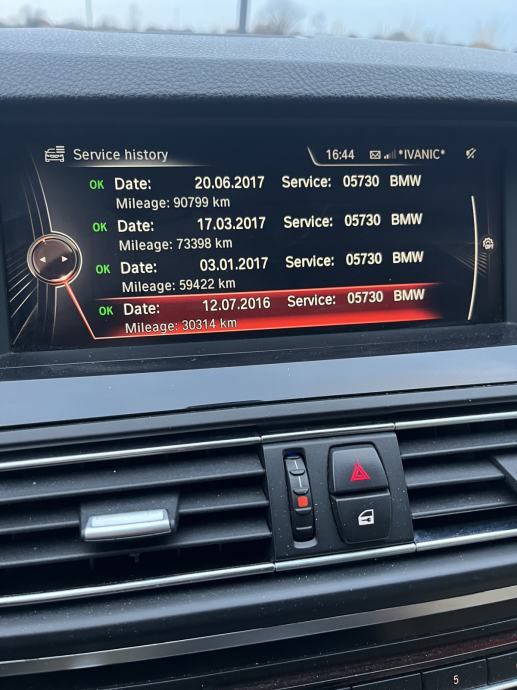 Service history 16:44 *IVANIC*
OK Date: 20.06.2017 Service: 05730 BMW
Mileage: 90799 km
OK Date: 17.03.2017 Service: 05730 BMW
Mileage: 73398 km
OK Date: 03.01.2017 Service: 05730 BMW
Mileage: 59422 km
OK Date: 12.07.2016 Service: 05730 BMW
Mileage: 30314 km
5